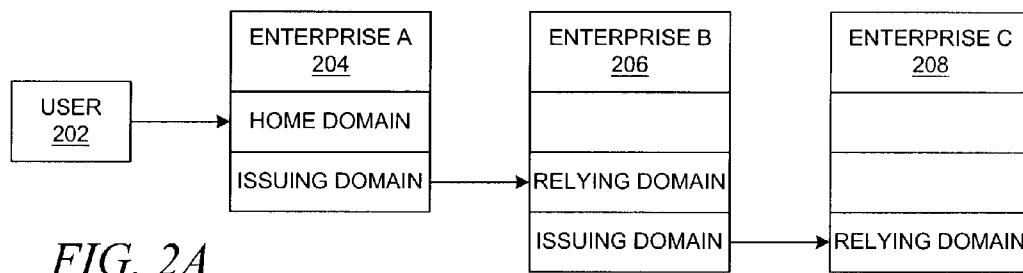 USER
202
ENTERPRISE A
204
HOME DOMAIN
ISSUING DOMAIN
ENTERPRISE B
206
RELYING DOMAIN
ISSUING DOMAIN
ENTERPRISE C
208
RELYING DOMAIN
FIG. 2A